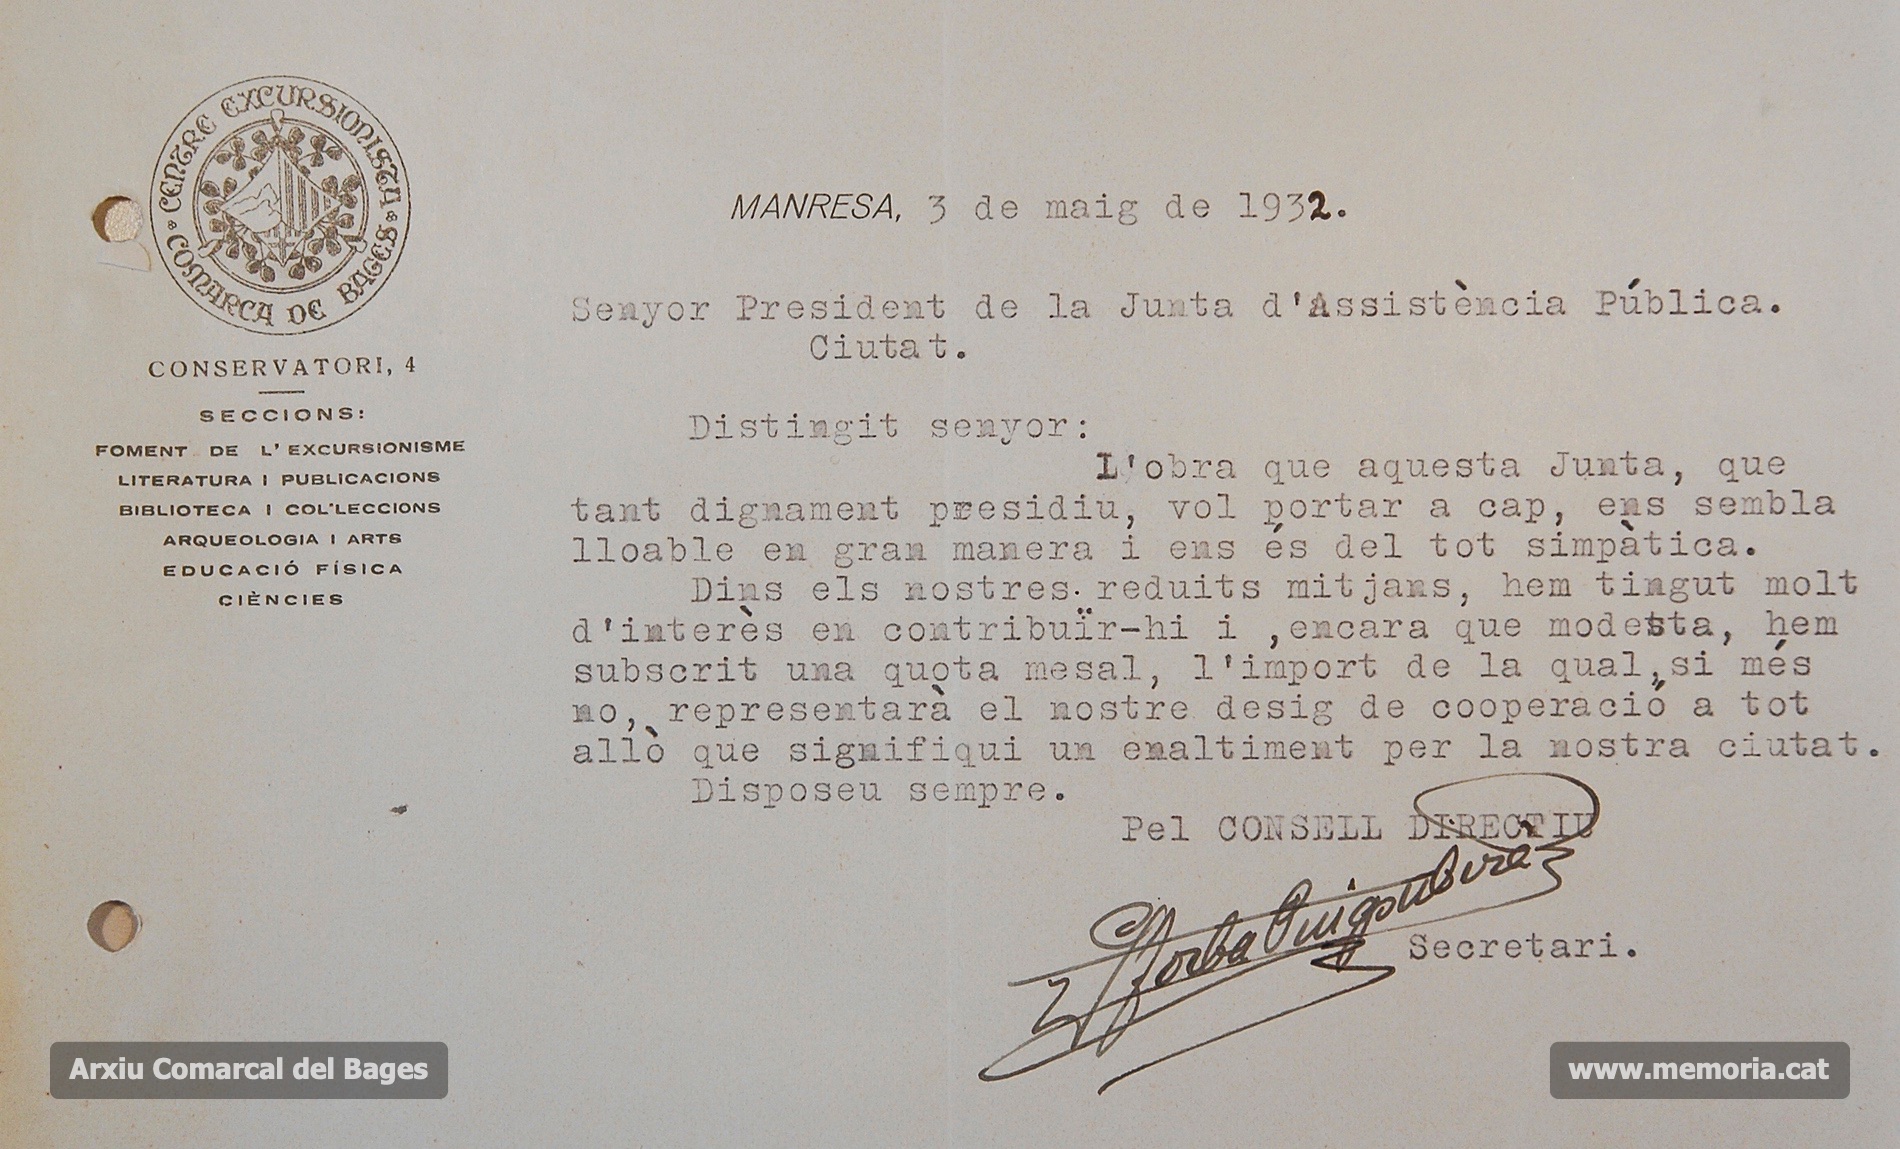 CENTRE EXCURSIONISTA
COMARCA DE BAGES
CONSERVATORI, 4
SECCIONS:
FOMENT DE L'EXCURSIONISME
LITERATURA I PUBLICACIONS
BIBLIOTECA I COL·LECCIONS
ARQUEOLOGIA I ARTS
EDUCACIÓ FÍSICA
CIÈNCIES
MANRESA, 3 de maig de 1932.
Senyor President de la Junta d'Assistència Pública.
Ciutat.
Distingit senyor:
L'obra que aquesta Junta, que
tant dignament presidiu, vol portar a cap, ens sembla
lloable en gran manera i ens és del tot simpàtica.
Dins els nostres reduits mitjans, hem tingut molt
d'interès en contribuïr-hi i ,encara que modesta, hem
subscrit una quota mesal, l'import de la qual, si més
no, representarà el nostre desig de cooperació a tot
allò que signifiqui un enaltiment per la nostra ciutat.
Disposeu sempre.
Pel CONSELL DIRECTIU
Secretari.
Arxiu Comarcal del Bages
www.memoria.cat